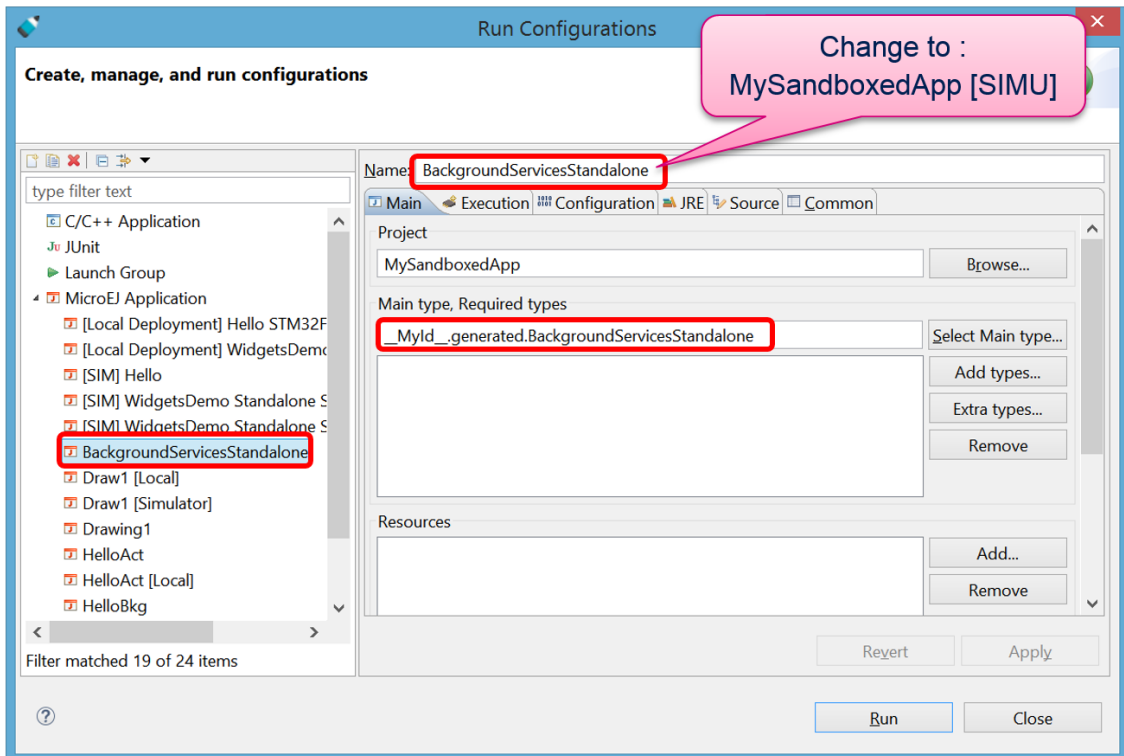 Run Configurations
Change to :
MySandboxedApp [SIMU]
Create, manage, and run configurations
type filter text
C/C++ Application
Ju JUnit
Launch Group
MicroEJ Application
[Local Deployment] Hello STM32F
[Local Deployment] WidgetsDemo
[SIM] Hello
[SIM] WidgetsDemo Standalone S
[SIM] WidgetsDemo Standalone S
BackgroundServicesStandalone
Draw1 [Local]
Draw1 [Simulator]
Drawing1
HelloAct
HelloAct [Local]
HelloBkg
Filter matched 19 of 24 items
Name: BackgroundServicesStandalone
Main Execution Configuration JRE Source Common
Project
MySandboxedApp Browse...
Main type, Required types
__MyId__.generated.BackgroundServicesStandalone Select Main type...
Add types...
Extra types...
Remove
Resources
Add...
Remove
Revert Apply
Run Close